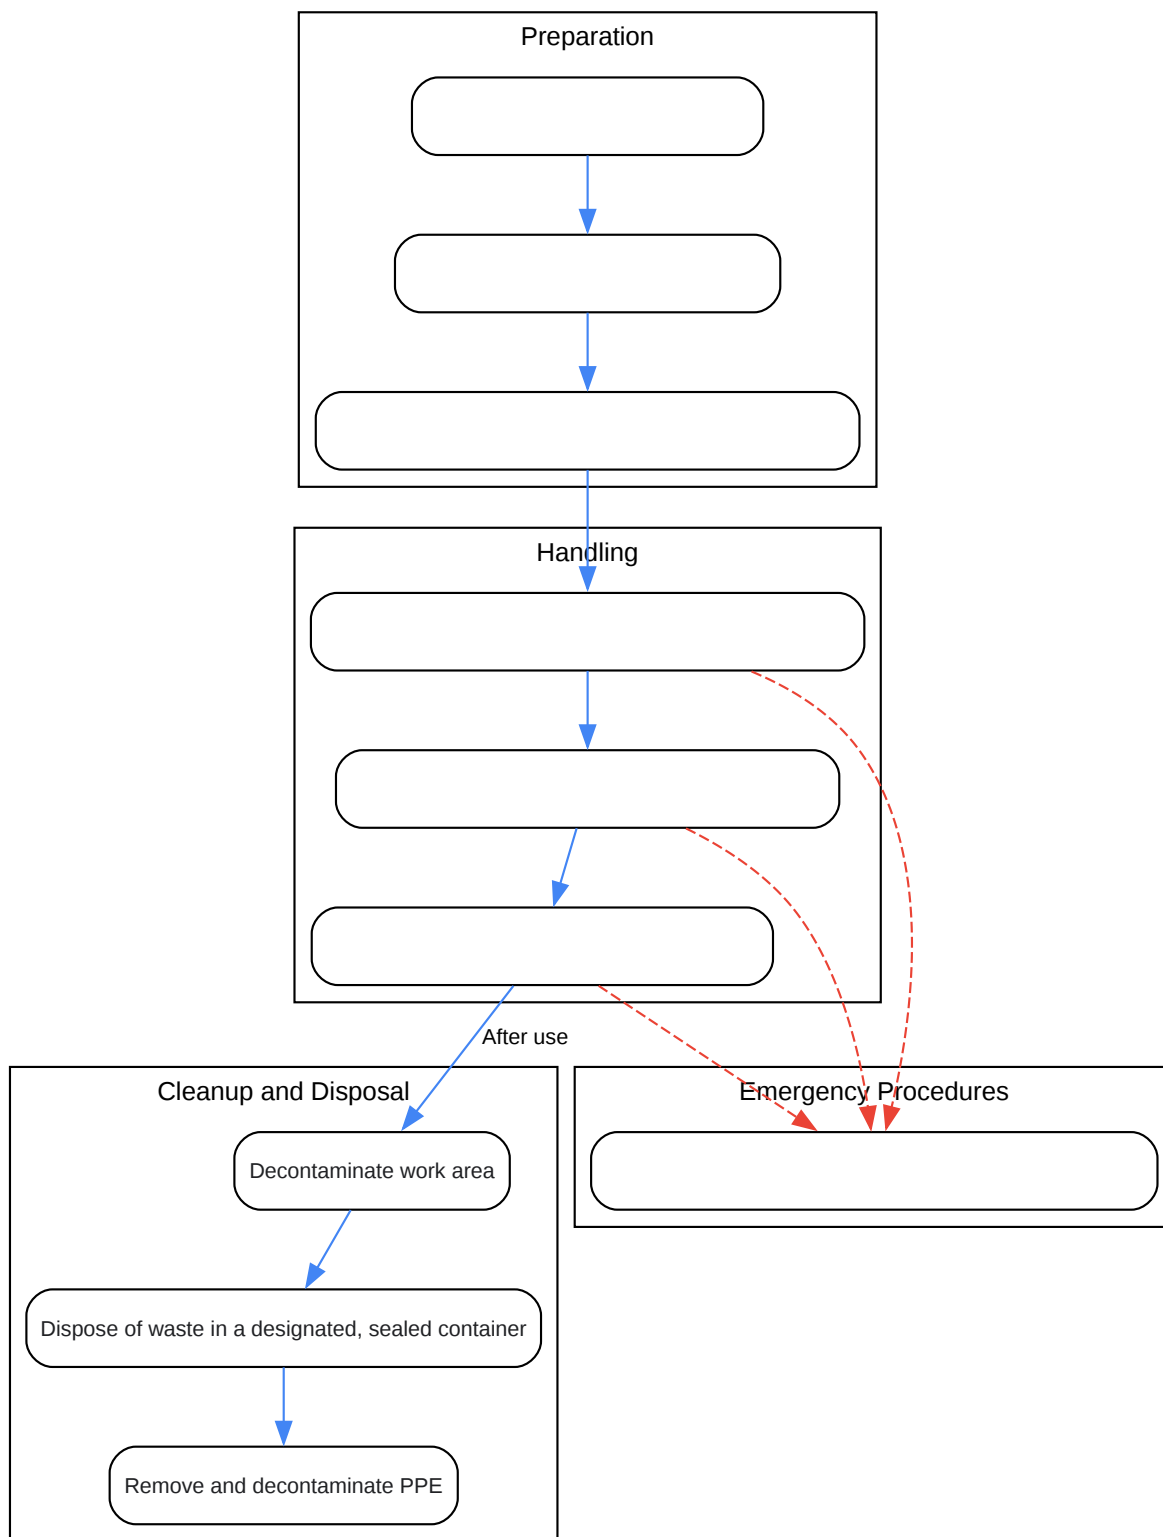 Preparation
Handling
After use
Cleanup and Disposal
Emergency Procedures
Decontaminate work area
Dispose of waste in a designated, sealed container
Remove and decontaminate PPE